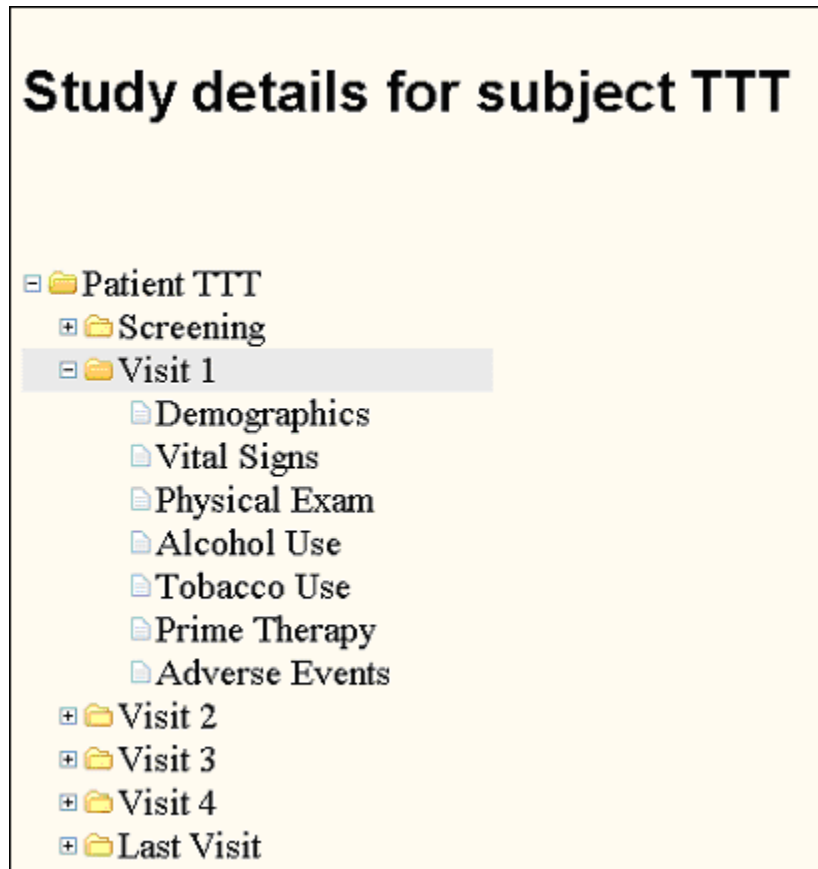 Study details for subject TTT
Patient TTT
Screening
Visit 1
Demographics
Vital Signs
Physical Exam
Alcohol Use
Tobacco Use
Prime Therapy
Adverse Events
Visit 2
Visit 3
Visit 4
Last Visit